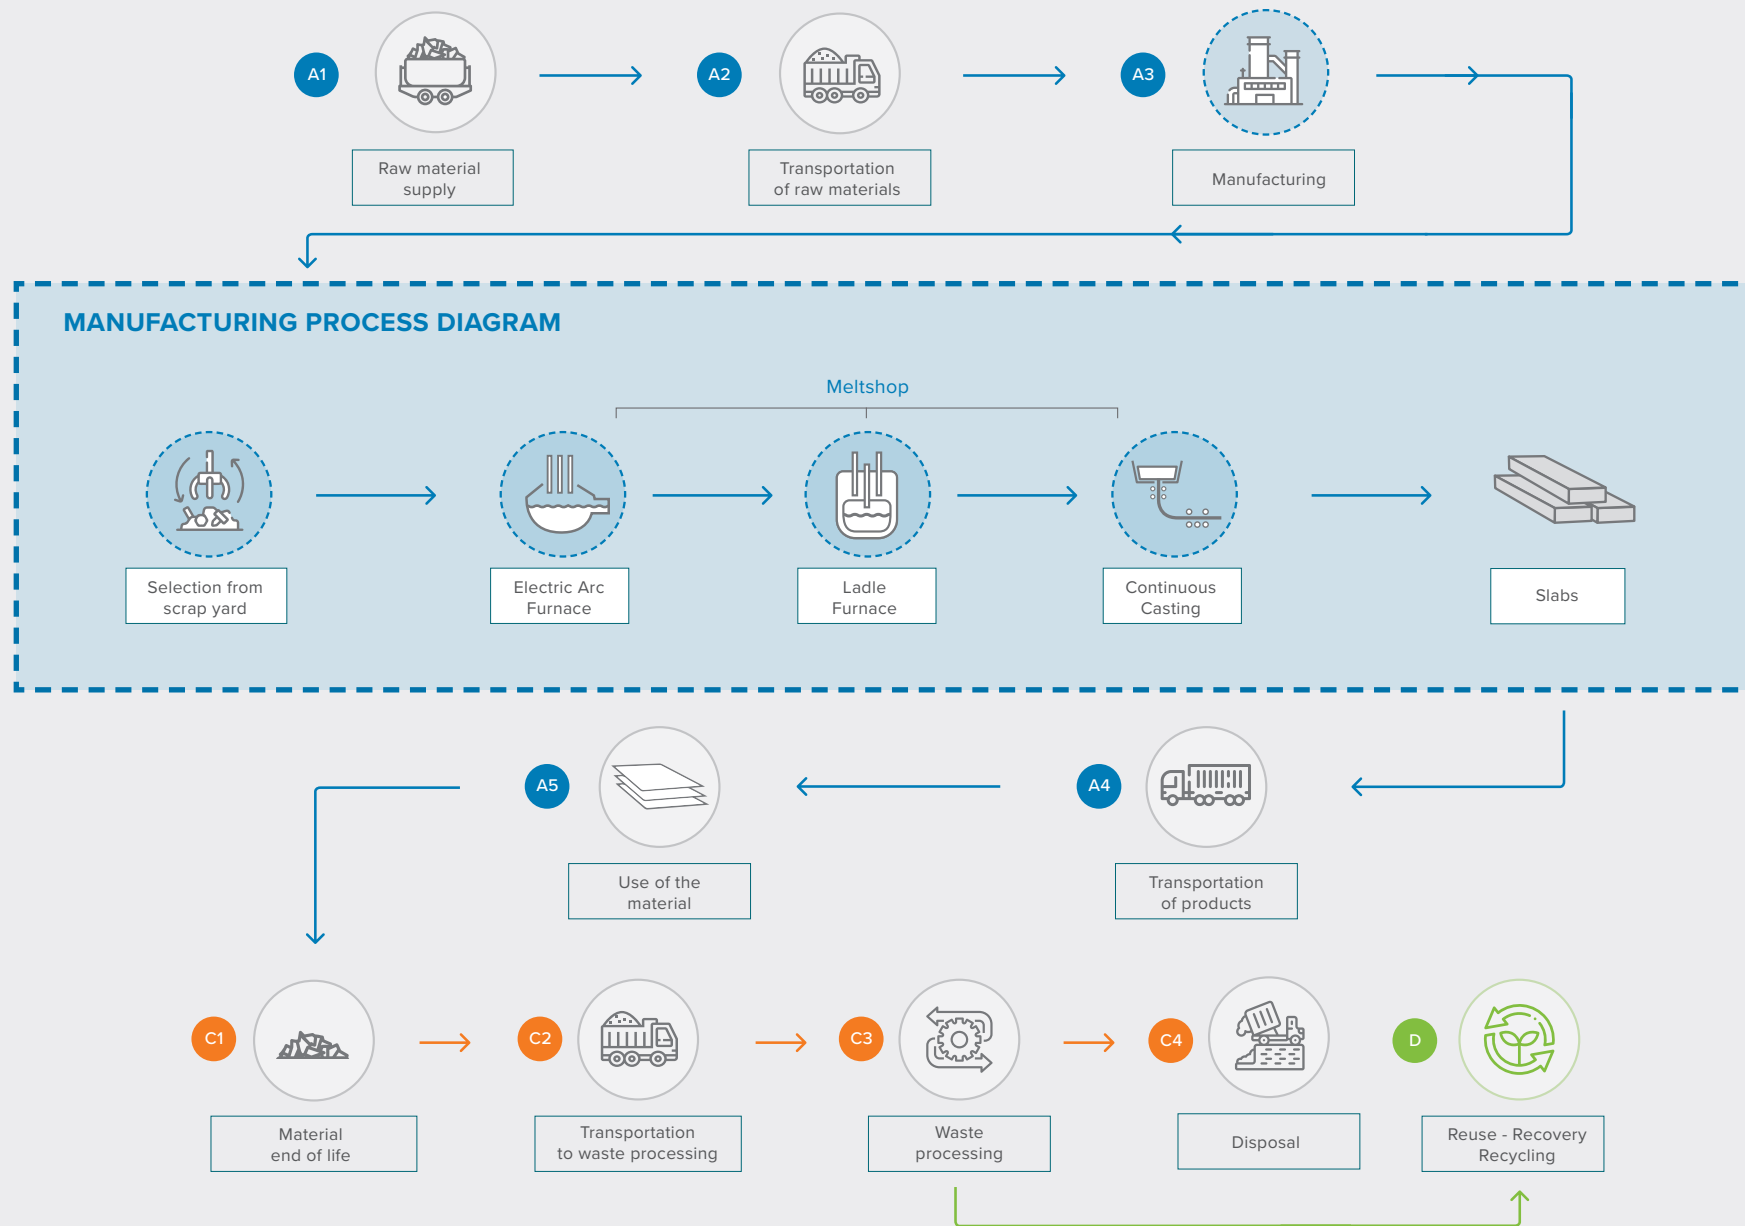 A1
A2
A3
Raw material
supply
Transportation
of raw materials
Manufacturing
MANUFACTURING PROCESS DIAGRAM
Meltshop
Selection from
scrap yard
Electric Arc
Furnace
Ladle
Furnace
Continuous
Casting
Slabs
A5
A4
Use of the
material
Transportation
of products
C1
C2
C3
C4
D
Material
end of life
Transportation
to waste processing
Waste
processing
Disposal
Reuse - Recovery
Recycling